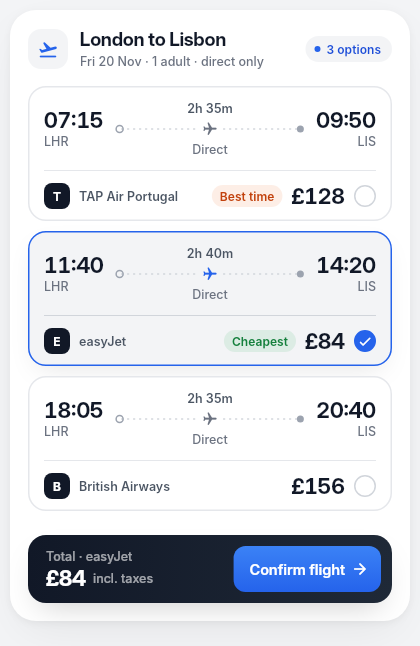 London to Lisbon
Fri 20 Nov · 1 adult · direct only
3 options
2h 35m
07:15
09:50
LHR
LIS
Direct
T
TAP Air Portugal
Best time
£128
2h 40m
11:40
14:20
LHR
LIS
Direct
E
easyJet
Cheapest
£84
2h 35m
18:05
20:40
LHR
LIS
Direct
B
British Airways
£156
Total · easyJet
£84 incl. taxes
Confirm flight